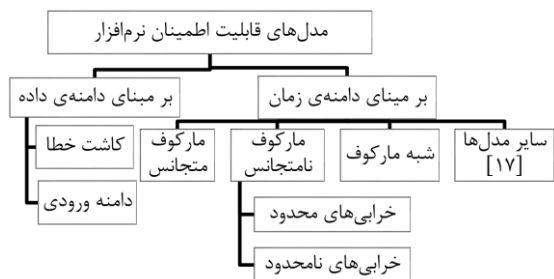 مدل‌های قابلیت اطمینان نرم‌افزار
بر مبنای دامنه‌ی زمان
بر مبنای دامنه‌ی داده
سایر مدل‌ها
[۱۷]
شبه مارکوف
مارکوف
نامتجانس
مارکوف
متجانس
کاشت خطا
دامنه ورودی
خرابی‌های محدود
خرابی‌های نامحدود